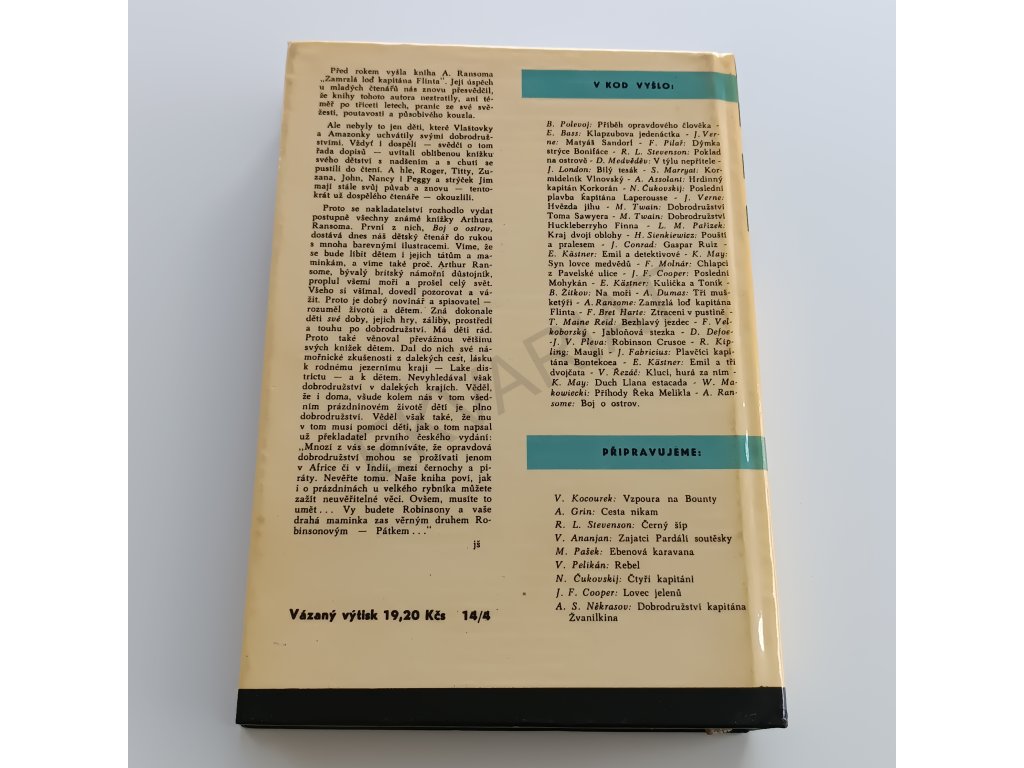 Před rokem vyšla kniha A. Ransoma
„Zamrzlá loď kapitána Flinta". Její úspěch
u mladých čtenářů nás znovu přesvědčil,
že knihy tohoto autora neztratily, ani té-
měř po třiceti letech, pranic ze své svě-
žesti, poutavosti a působivého kouzla.
Ale nebyly to jen děti, které Vlaštovky
a Amazonky uchvátily svými dobrodruž-
stvími. Vždyť i dospělí — svědčí o tom
řada dopisů — uvítali oblíbenou knížku
svého dětství s nadšením a s chutí se
pustili do čtení. A hle, Roger, Titty, Zu-
zana, John, Nancy i Peggy a strýček Jim
mají stále svůj půvab a znovu — tento-
krát už dospělého čtenáře — okouzlili.
Proto se nakladatelství rozhodlo vydat
postupně všechny známé knížky Arthura
Ransoma. První z nich, Boj o ostrov,
dostává dnes náš dětský čtenář do rukou
s mnoha barevnými ilustracemi. Víme, že
se bude líbit dětem i jejich tátům a ma-
minkám, a víme také proč. Arthur Ran-
some, bývalý britský námořní důstojník,
proplul všemi moři a prošel celý svět.
Všeho si všímal, dovedl pozorovat a vá-
žit. Proto je dobrý novinář a spisovatel —
rozuměl životu a dětem. Zná dokonale
děti své doby, jejich hry, záliby, prostředí
a touhu po dobrodružství. Má děti rád.
Proto také věnoval převážnou většinu
svých knížek dětem. Dal do nich své ná-
mořnické zkušenosti z dalekých cest, lásku
k rodnému jezernímu kraji — Lake dis-
trictu — a k dětem. Nevyhledával však
dobrodružství v dalekých krajích. Věděl,
že i doma, všude kolem nás v tom všed-
ním prázdninovém životě dětí je plno
dobrodružství. Věděl však také, že mu
v tom musí pomoci děti, jak o tom napsal
už překladatel prvního českého vydání:
„Mnozí z vás se domníváte, že opravdová
dobrodružství mohou se prožívati jenom
v Africe či v Indii, mezi černochy a pi-
ráty. Nevěřte tomu. Naše kniha poví, jak
i o prázdninách u velkého rybníka můžete
zažít neuvěřitelné věci. Ovšem, musíte to
umět... Vy budete Robinsony a vaše
drahá maminka zas věrným druhem Ro-
binsonovým — Pátkem..."
jš
Vázaný výtisk 19,20 Kčs 14/4
V KOD VYŠLO:
B. Polevoj: Příběh opravdového člověka -
E. Bass: Klapzubova jedenáctka - J. Ver-
ne: Matyáš Sandorf - F. Pilař: Dýmka
strýce Boniface - R. L. Stevenson: Poklad
na ostrově - D. Medvěděv: V týlu nepřítele -
J. London: Bílý tesák - S. Marryat: Kor-
midelník Vlnovský - A. Assolant: Hrdinný
kapitán Korkorán - N. Čukovskij: Poslední
plavba kapitána Laperousse - J. Verne:
Hvězda jihu - M. Twain: Dobrodružství
Toma Sawyera - M. Twain: Dobrodružství
Huckleberryho Finna - L. M. Pařízek:
Kraj dvojí oblohy - H. Sienkiewicz: Pouští
a pralesem - J. Conrad: Gaspar Ruiz -
E. Kästner: Emil a detektivové - K. May:
Syn lovce medvědů - F. Molnár: Chlapci
z Pavelské ulice - J. F. Cooper: Poslední
Mohykán - E. Kästner: Kulička a Toník -
B. Žitkov: Na moři - A. Dumas: Tři muš-
ketýři - A. Ransome: Zamrzlá loď kapitána
Flinta - F. Bret Harte: Ztracení v pustině -
T. Maine Reid: Bezhlavý jezdec - F. Vel-
koborský: Jabloňová stezka - D. Defoe-
J. V. Pleva: Robinson Crusoe - R. Kip-
ling: Maugli - J. Fabricius: Plavčíci kapi-
tána Bontekoea - E. Kästner: Emil a tři
dvojčata - V. Řezáč: Kluci, hurá za ním -
K. May: Duch Llana estacada - W. Ma-
kowiecki: Příhody Řeka Melikla - A. Ran-
some: Boj o ostrov.
PŘIPRAVUJEME:
V. Kocourek: Vzpoura na Bounty
A. Grin: Cesta nikam
R. L. Stevenson: Černý šíp
V. Ananjan: Zajatci Pardálí soutěsky
M. Pašek: Ebenová karavana
V. Pelikán: Rebel
N. Čukovskij: Čtyři kapitáni
J. F. Cooper: Lovec jelenů
A. S. Někrasov: Dobrodružství kapitána
Žvanilkina